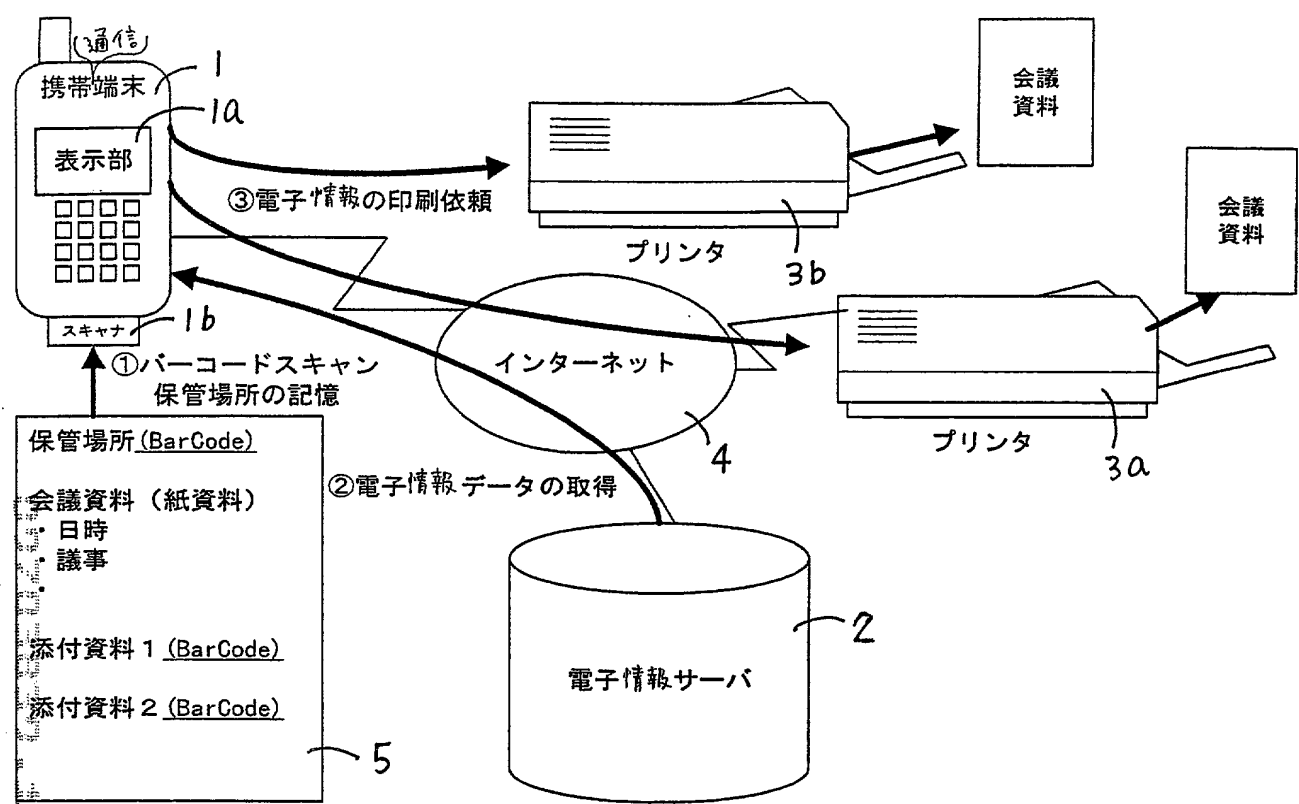 (通信)
携帯端末
1
1a
表示部
会議
資料
③電子情報の印刷依頼
プリンタ
3b
会議
資料
スキャナ
1b
①バーコードスキャン
保管場所の記憶
インターネット
4
プリンタ
3a
保管場所(BarCode)
②電子情報データの取得
会議資料(紙資料)
・日時
・議事
・
2
添付資料1(BarCode)
電子情報サーバ
添付資料2(BarCode)
5